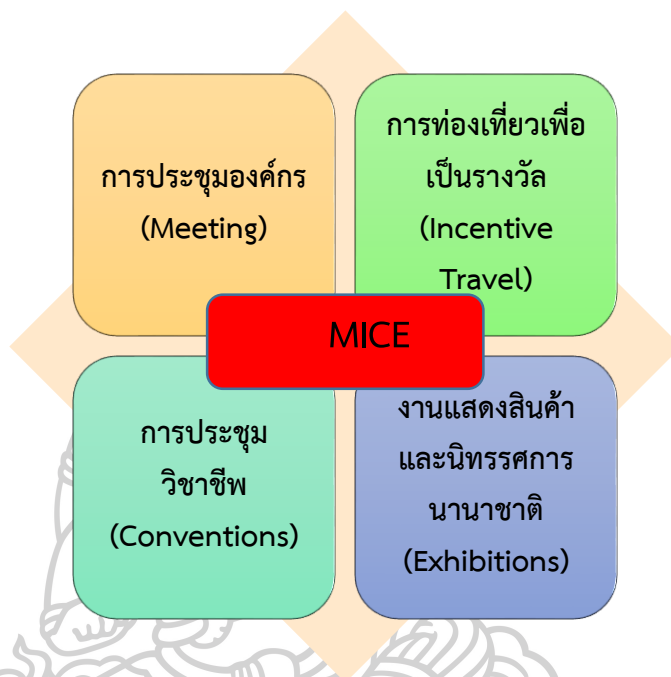 การประชุมองค์กร
(Meeting)
การท่องเที่ยวเพื่อ
เป็นรางวัล
(Incentive
Travel)
MICE
การประชุม
วิชาชีพ
(Conventions)
งานแสดงสินค้า
และนิทรรศการ
นานาชาติ
(Exhibitions)